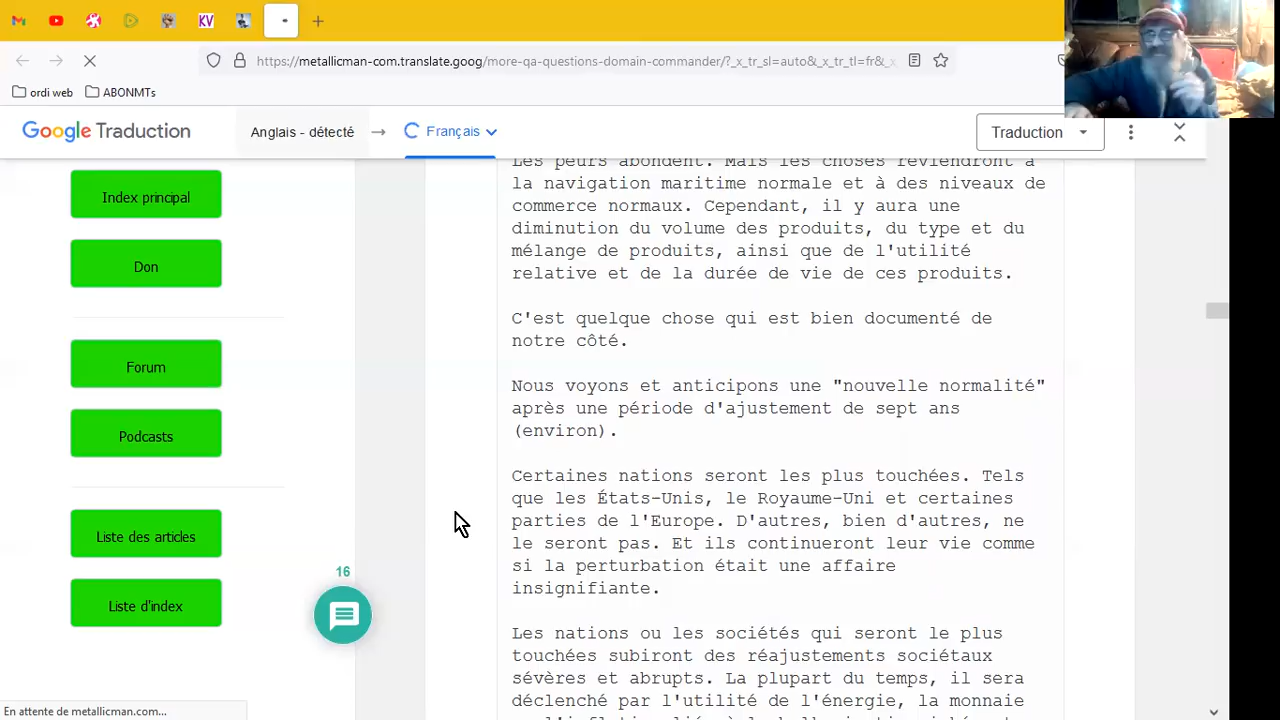 KV
https://metallicman-com.translate.goog/more-qa-questions-domain-commander/?_x_tr_sl=auto&_x_tr_tl=fr&_x_
ordi web
ABONMTs
Google Traduction
Anglais - détecté
Français
Traduction
Index principal
Don
Forum
Podcasts
Liste des articles
Liste d'index
16
Les peurs abondent. Mais les choses reviendront à
la navigation maritime normale et à des niveaux de
commerce normaux. Cependant, il y aura une
diminution du volume des produits, du type et du
mélange de produits, ainsi que de l'utilité
relative et de la durée de vie de ces produits.
C'est quelque chose qui est bien documenté de
notre côté.
Nous voyons et anticipons une "nouvelle normalité"
après une période d'ajustement de sept ans
(environ).
Certaines nations seront les plus touchées. Tels
que les États-Unis, le Royaume-Uni et certaines
parties de l'Europe. D'autres, bien d'autres, ne
le seront pas. Et ils continueront leur vie comme
si la perturbation était une affaire
insignifiante.
Les nations ou les sociétés qui seront le plus
touchées subiront des réajustements sociétaux
sévères et abrupts. La plupart du temps, il sera
déclenché par l'utilité de l'énergie, la monnaie
En attente de metallicman.com...